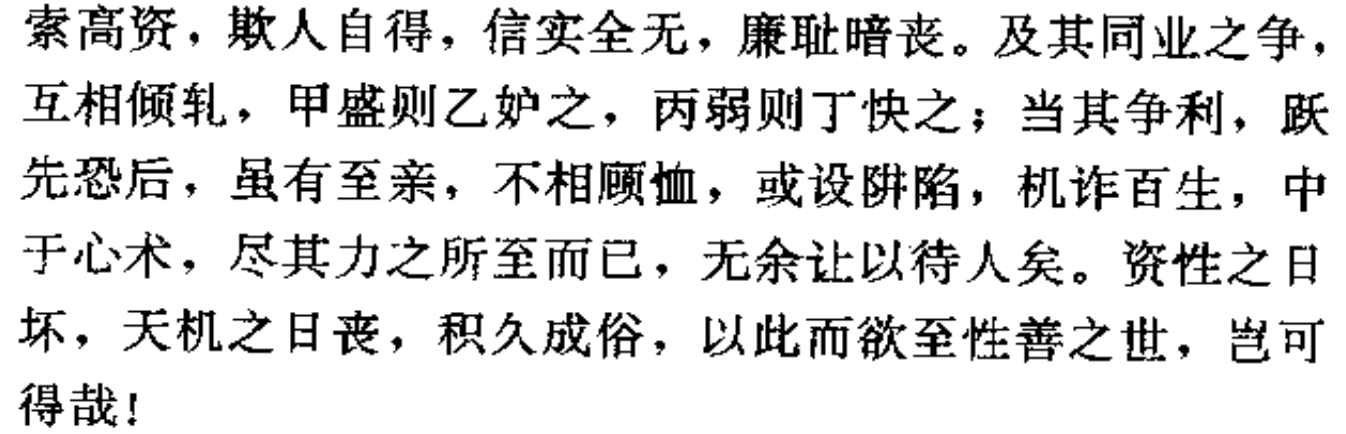 索高资，欺人自得，信实全无，廉耻暗丧。及其同业之争，
互相倾轧，甲盛则乙妒之，丙弱则丁快之；当其争利，跃
先恐后，虽有至亲，不相顾恤，或设阱陷，机诈百生，中
于心术，尽其力之所至而已，无余让以待人矣。资性之日
坏，天机之日丧，积久成俗，以此而欲至性善之世，岂可
得哉！